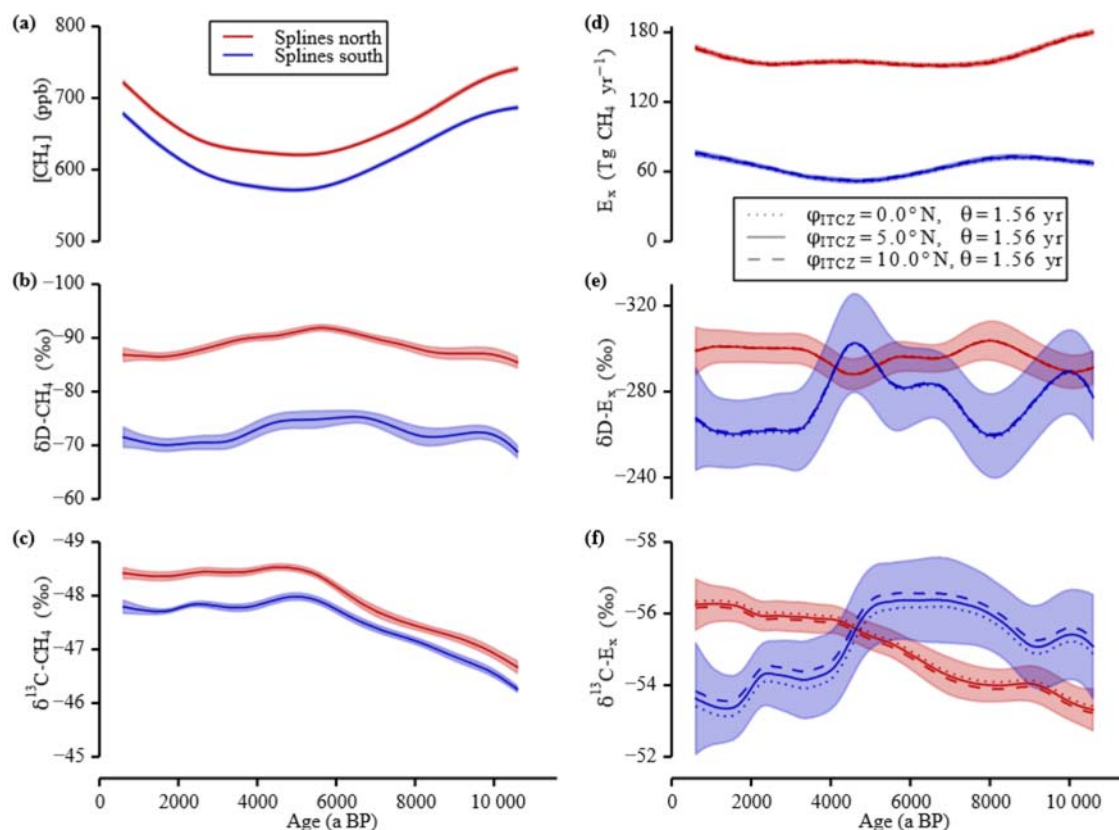 (a)
800
700
600
500
[CH₄] (ppb)
Splines north
Splines south
(b)
−100
−90
−80
−70
−60
δD-CH₄ (‰)
(c)
−49
−48
−47
−46
−45
δ¹³C-CH₄ (‰)
0 2000 4000 6000 8000 10 000
Age (a BP)
(d)
180
120
60
0
Eₓ (Tg CH₄ yr⁻¹)
φITCZ = 0.0° N, θ = 1.56 yr
φITCZ = 5.0° N, θ = 1.56 yr
φITCZ = 10.0° N, θ = 1.56 yr
(e)
−320
−280
−240
δD-Eₓ (‰)
(f)
−58
−56
−54
−52
δ¹³C-Eₓ (‰)
0 2000 4000 6000 8000 10 000
Age (a BP)